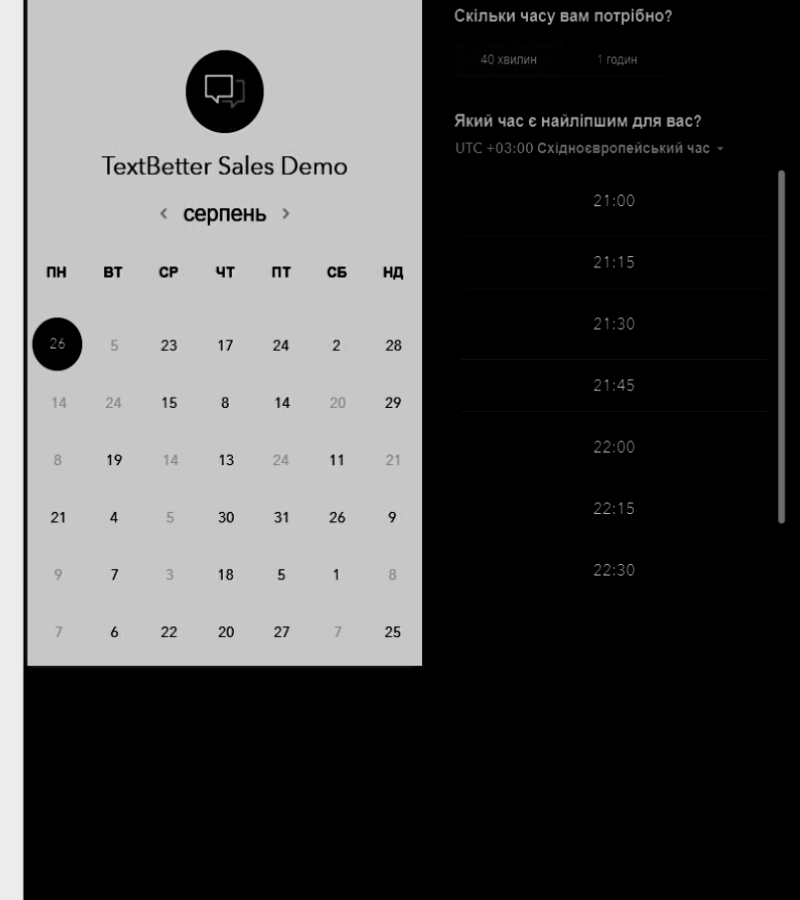 TextBetter Sales Demo
серпень
ПН ВТ СР ЧТ ПТ СБ НД
26 5 23 17 24 2 28
14 24 15 8 14 20 29
8 19 14 13 24 11 21
21 4 5 30 31 26 9
9 7 3 18 5 1 8
7 6 22 20 27 7 25
Скільки часу вам потрібно?
40 хвилин 1 годин
Який час є найліпшим для вас?
UTC +03:00 Східноєвропейський час
21:00
21:15
21:30
21:45
22:00
22:15
22:30